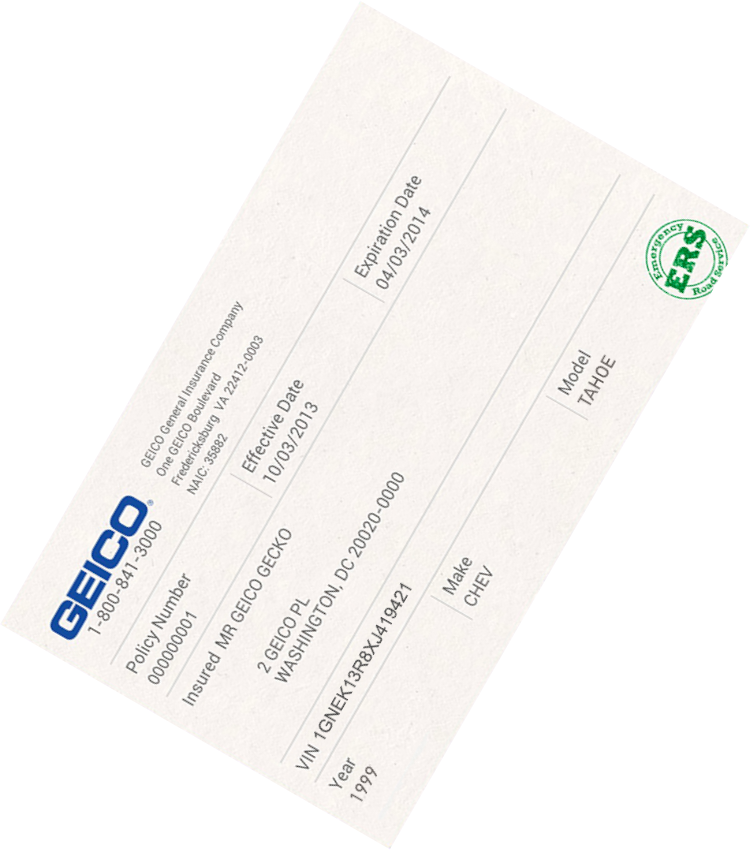 GEICO®
1-800-841-3000
GEICO General Insurance Company
One GEICO Boulevard
Fredericksburg VA 22412-0003
NAIC: 35882
Policy Number
000000001
Effective Date
10/03/2013
Expiration Date
04/03/2014
Insured MR GEICO GECKO
2 GEICO PL
WASHINGTON, DC 20020-0000
VIN 1GNEK13R8XJ419421
Year
1999
Make
CHEV
Model
TAHOE
Emergency
ERS
Road Service